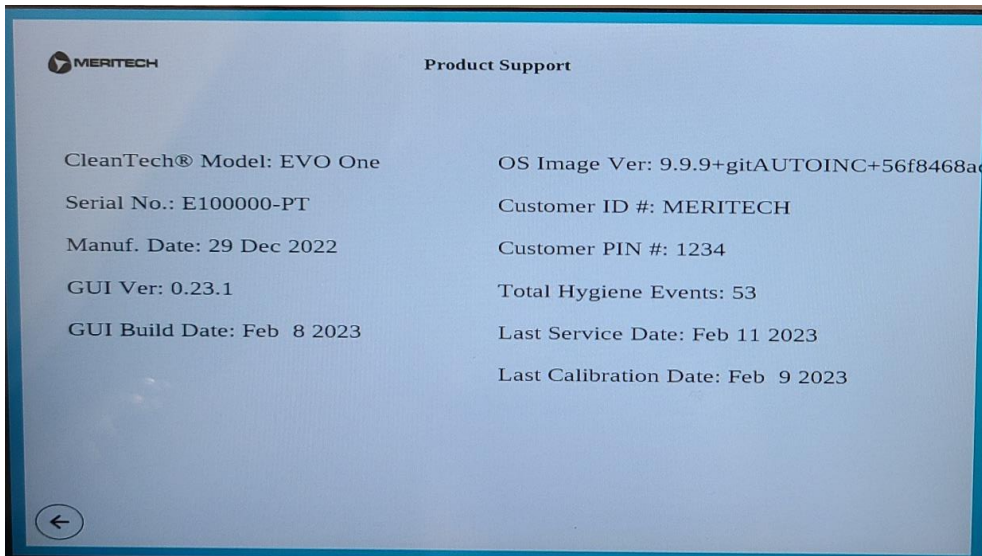 MERITECH
Product Support
CleanTech® Model: EVO One
Serial No.: E100000-PT
Manuf. Date: 29 Dec 2022
GUI Ver: 0.23.1
GUI Build Date: Feb 8 2023
OS Image Ver: 9.9.9+gitAUTOINC+56f8468a
Customer ID #: MERITECH
Customer PIN #: 1234
Total Hygiene Events: 53
Last Service Date: Feb 11 2023
Last Calibration Date: Feb 9 2023